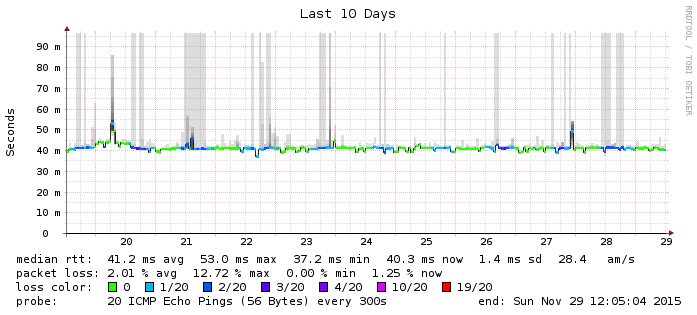 Last 10 Days
RRDTOOL / TOBI OETIKER
Seconds
90 m
80 m
70 m
60 m
50 m
40 m
30 m
20 m
10 m
0
20 21 22 23 24 25 26 27 28 29
median rtt: 41.2 ms avg 53.0 ms max 37.2 ms min 40.3 ms now 1.4 ms sd 28.4 am/s
packet loss: 2.01 % avg 12.72 % max 0.00 % min 1.25 % now
loss color: 0 1/20 2/20 3/20 4/20 10/20 19/20
probe: 20 ICMP Echo Pings (56 Bytes) every 300s end: Sun Nov 29 12:05:04 2015